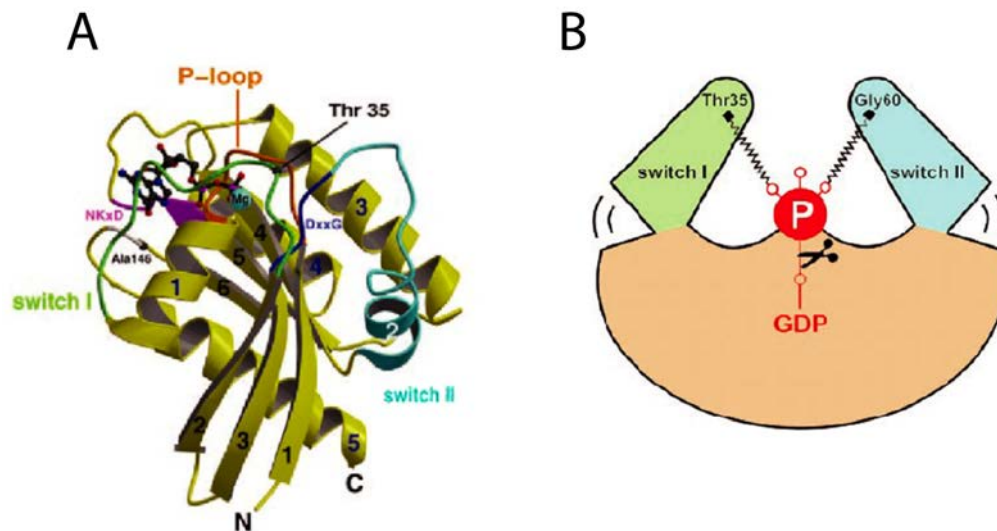 A
P-loop
Thr 35
Mg
NKxD
DxxG
3
4
5
4
Ala146
1
6
switch I
2
switch II
2
3
1
5
C
N
B
Thr35
Gly60
switch I
switch II
P
GDP